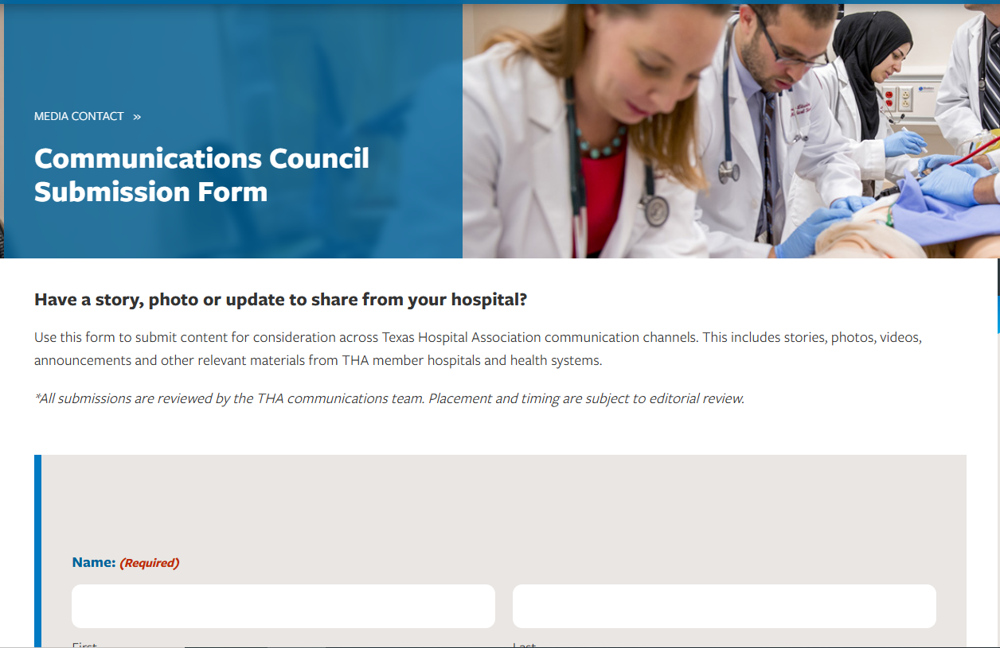 MEDIA CONTACT »
Communications Council
Submission Form
Have a story, photo or update to share from your hospital?
Use this form to submit content for consideration across Texas Hospital Association communication channels. This includes stories, photos, videos,
announcements and other relevant materials from THA member hospitals and health systems.
*All submissions are reviewed by the THA communications team. Placement and timing are subject to editorial review.
Name: (Required)
First
Last